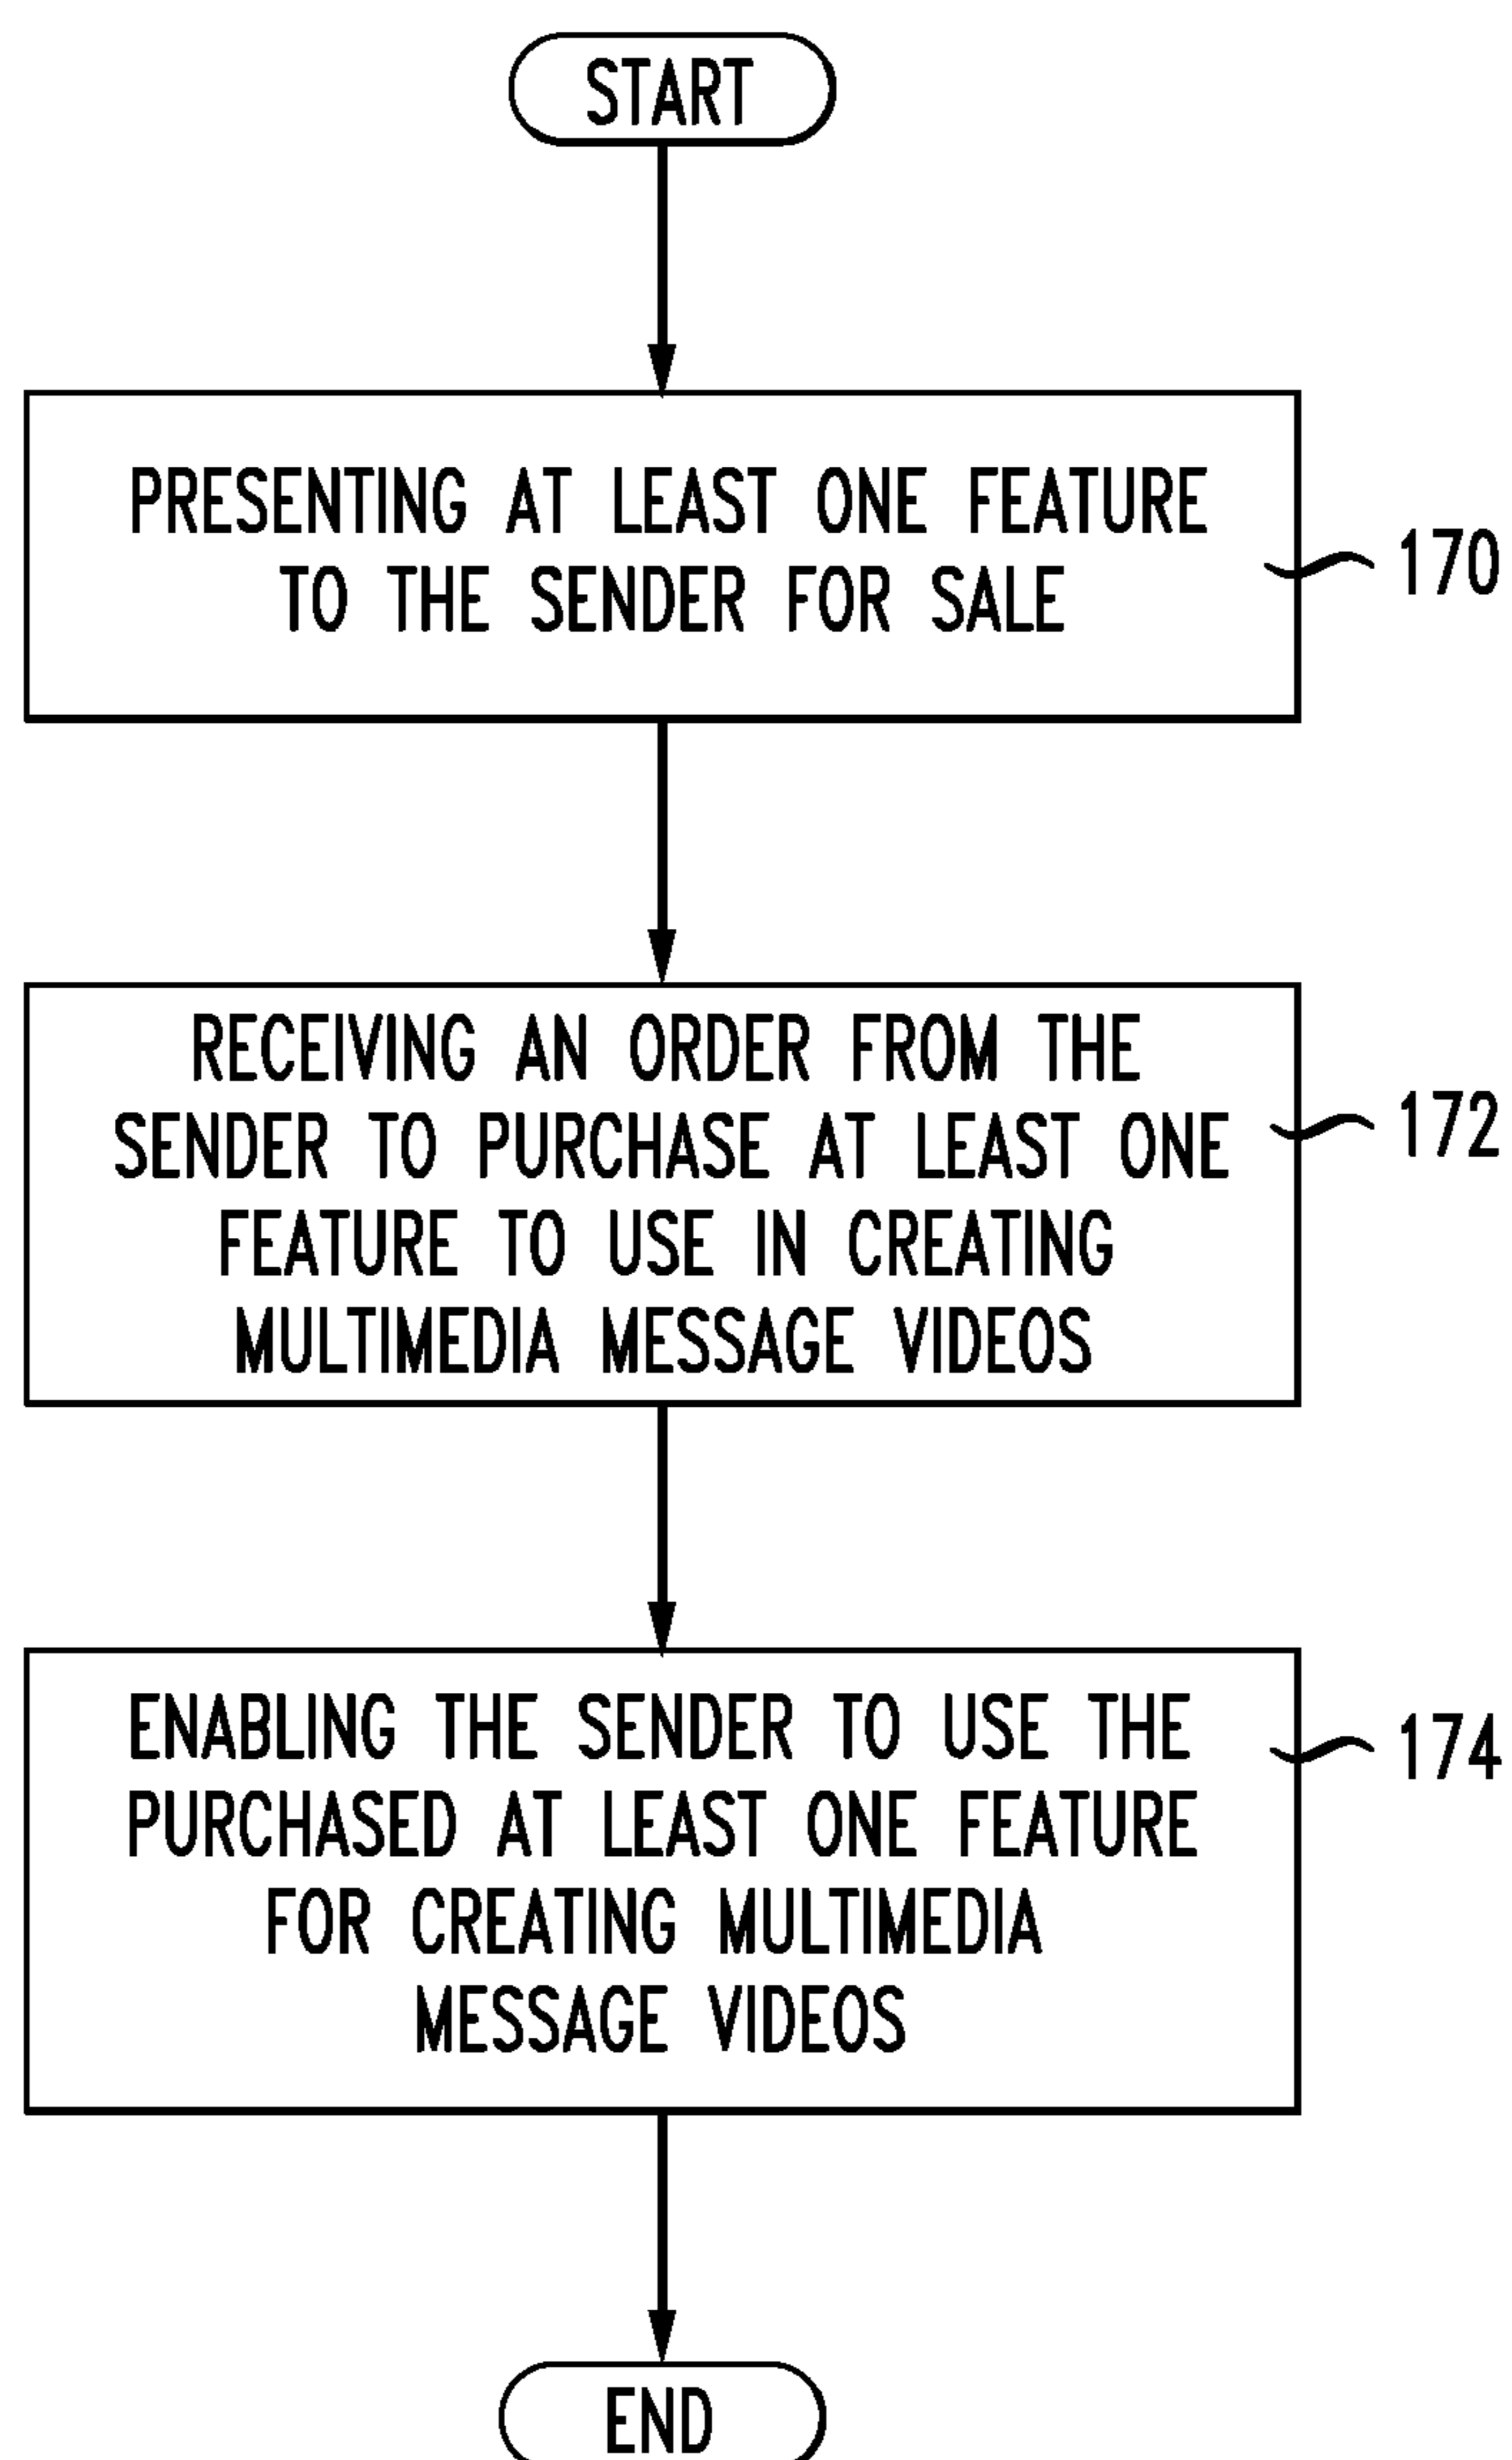 START
PRESENTING AT LEAST ONE FEATURE
TO THE SENDER FOR SALE
170
RECEIVING AN ORDER FROM THE
SENDER TO PURCHASE AT LEAST ONE
FEATURE TO USE IN CREATING
MULTIMEDIA MESSAGE VIDEOS
172
ENABLING THE SENDER TO USE THE
PURCHASED AT LEAST ONE FEATURE
FOR CREATING MULTIMEDIA
MESSAGE VIDEOS
174
END